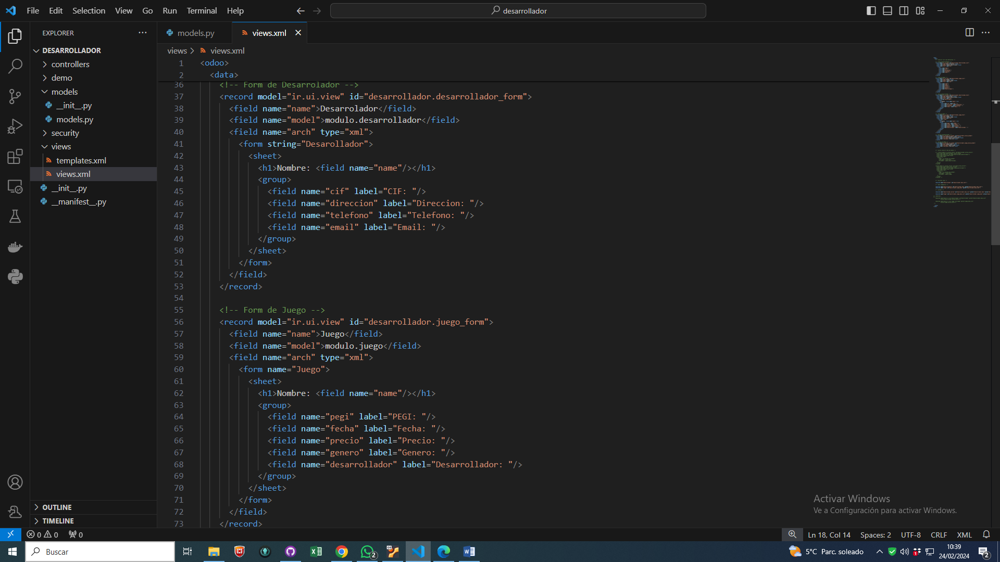 File Edit Selection View Go Run Terminal Help
desarrollador
EXPLORER
DESARROLLADOR
controllers
demo
models
__init__.py
models.py
security
views
templates.xml
views.xml
__init__.py
__manifest__.py
OUTLINE
TIMELINE
models.py
views.xml
views > views.xml
1 <odoo>
2 <data>
36 <!-- Form de Desarrolador -->
37 <record model="ir.ui.view" id="desarrollador.desarrollador_form">
38 <field name="name">Desarrolador</field>
39 <field name="model">modulo.desarrollador</field>
40 <field name="arch" type="xml">
41 <form string="Desarollador">
42 <sheet>
43 <h1>Nombre: <field name="name"/></h1>
44 <group>
45 <field name="cif" label="CIF: "/>
46 <field name="direccion" label="Direccion: "/>
47 <field name="telefono" label="Telefono: "/>
48 <field name="email" label="Email: "/>
49 </group>
50 </sheet>
51 </form>
52 </field>
53 </record>
54
55 <!-- Form de Juego -->
56 <record model="ir.ui.view" id="desarrollador.juego_form">
57 <field name="name">Juego</field>
58 <field name="model">modulo.juego</field>
59 <field name="arch" type="xml">
60 <form name="Juego">
61 <sheet>
62 <h1>Nombre: <field name="name"/></h1>
63 <group>
64 <field name="pegi" label="PEGI: "/>
65 <field name="fecha" label="Fecha: "/>
66 <field name="precio" label="Precio: "/>
67 <field name="genero" label="Genero: "/>
68 <field name="desarrollador" label="Desarrollador: "/>
69 </group>
70 </sheet>
71 </form>
72 </field>
73 </record>
Activar Windows
Ve a Configuración para activar Windows.
0 0 0
Ln 18, Col 14 Spaces: 2 UTF-8 CRLF XML
Buscar
2
5°C Parc. soleado
10:39
24/02/2024
2